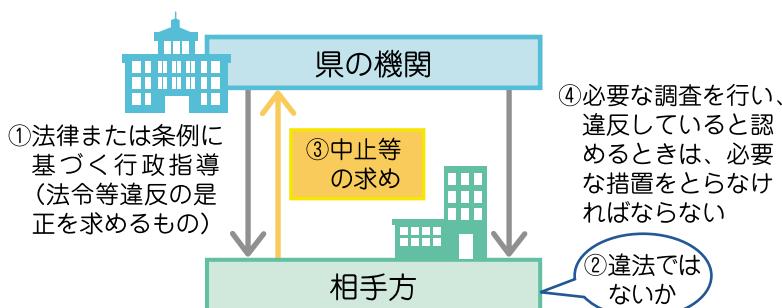 県の機関
①法律または条例に
基づく行政指導
（法令等違反の是
正を求めるもの）
③中止等
の求め
④必要な調査を行い、
違反していると認
めるときは、必要
な措置をとらなけ
ればならない
②違法では
ないか
相手方